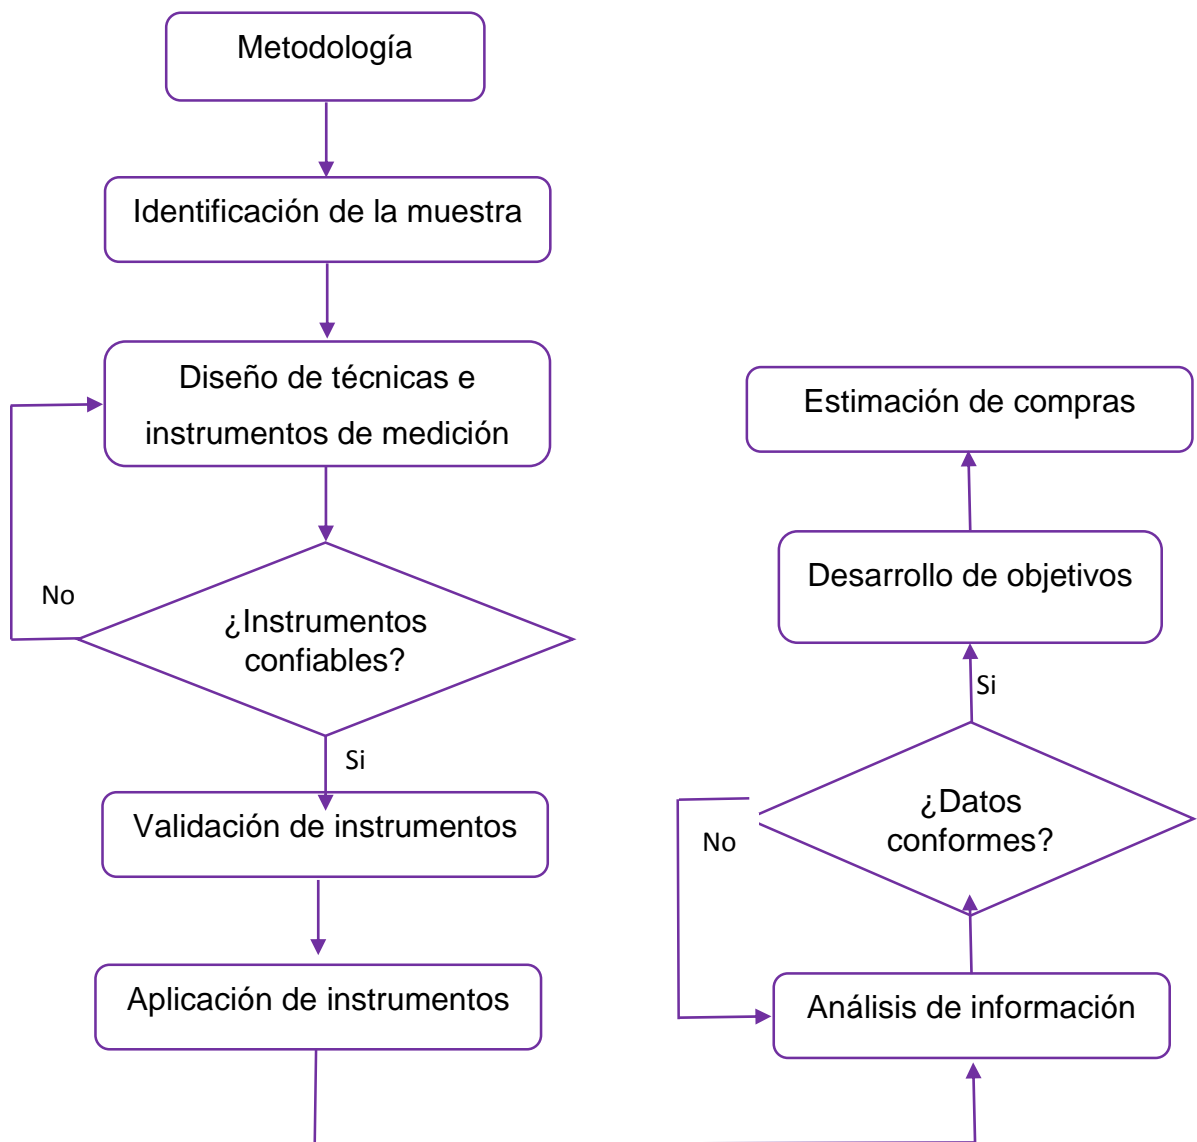 Metodología
Identificación de la muestra
Diseño de técnicas e
instrumentos de medición
No
¿Instrumentos
confiables?
Si
Validación de instrumentos
Aplicación de instrumentos
Estimación de compras
Desarrollo de objetivos
Si
¿Datos
conformes?
No
Análisis de información